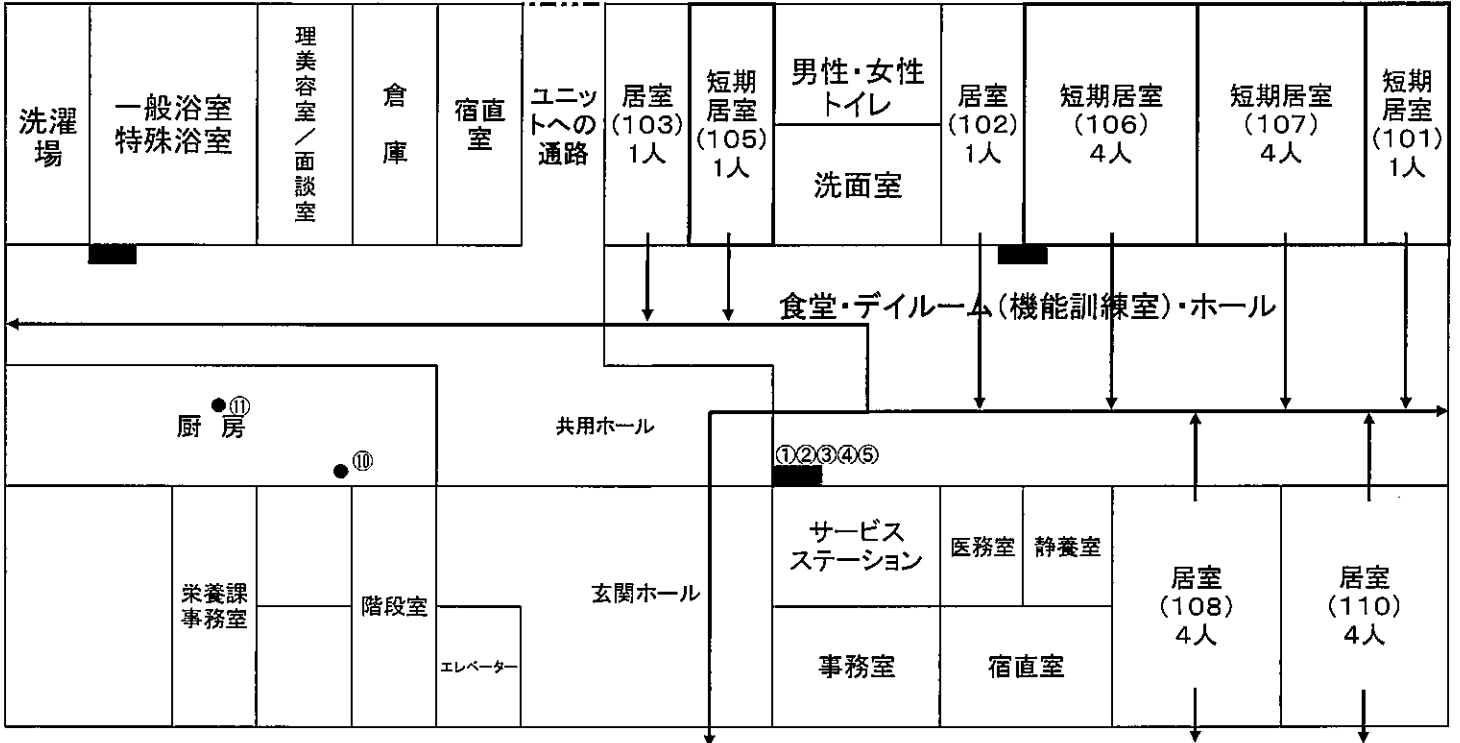 洗濯
場
一般浴室
特殊浴室
理美容室/面談室
倉
庫
宿直
室
ユニッ
トへの
通路
居室
(103)
1人
短期
居室
(105)
1人
男性・女性
トイレ
洗面室
居室
(102)
1人
短期居室
(106)
4人
短期居室
(107)
4人
短期
居室
(101)
1人
食堂・デイルーム(機能訓練室)・ホール
⑪
厨 房
⑩
共用ホール
①②③④⑤
栄養課
事務室
階段室
エレベーター
玄関ホール
サービス
ステーション
医務室
静養室
事務室
宿直室
居室
(108)
4人
居室
(110)
4人